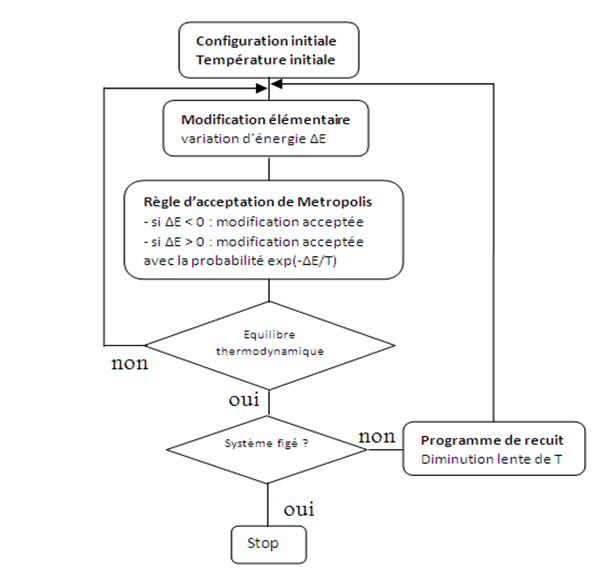 Configuration initiale
Température initiale
Modification élémentaire
variation d’énergie ΔE
Règle d’acceptation de Metropolis
- si ΔE < 0 : modification acceptée
- si ΔE > 0 : modification acceptée
avec la probabilité exp(-ΔE/T)
Equilibre
thermodynamique
non
oui
Système figé ?
non
Programme de recuit
Diminution lente de T
oui
Stop